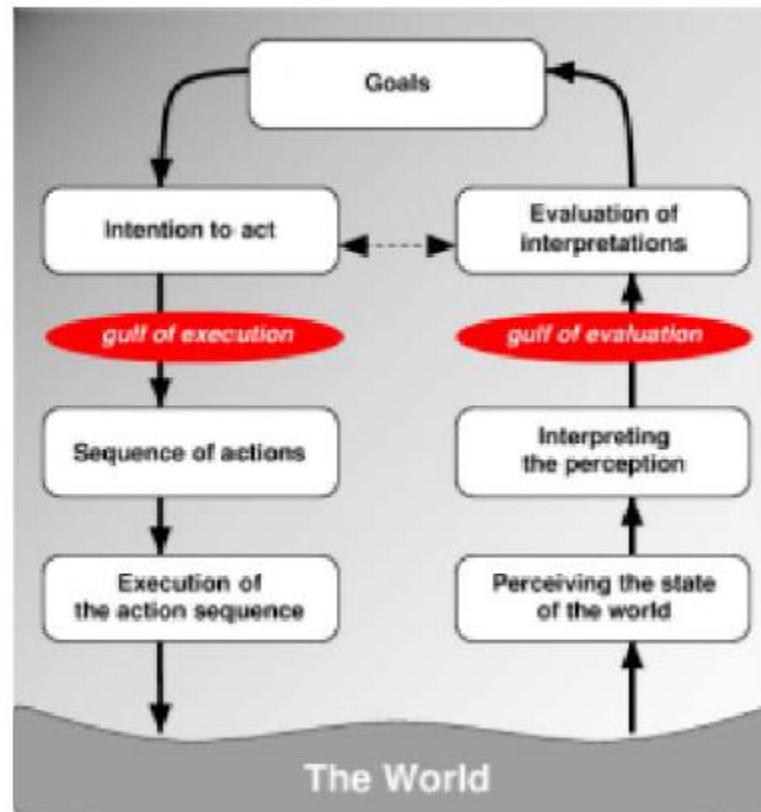 Goals
Intention to act
Evaluation of
interpretations
gulf of execution
gulf of evaluation
Sequence of actions
Interpreting
the perception
Execution of
the action sequence
Perceiving the state
of the world
The World